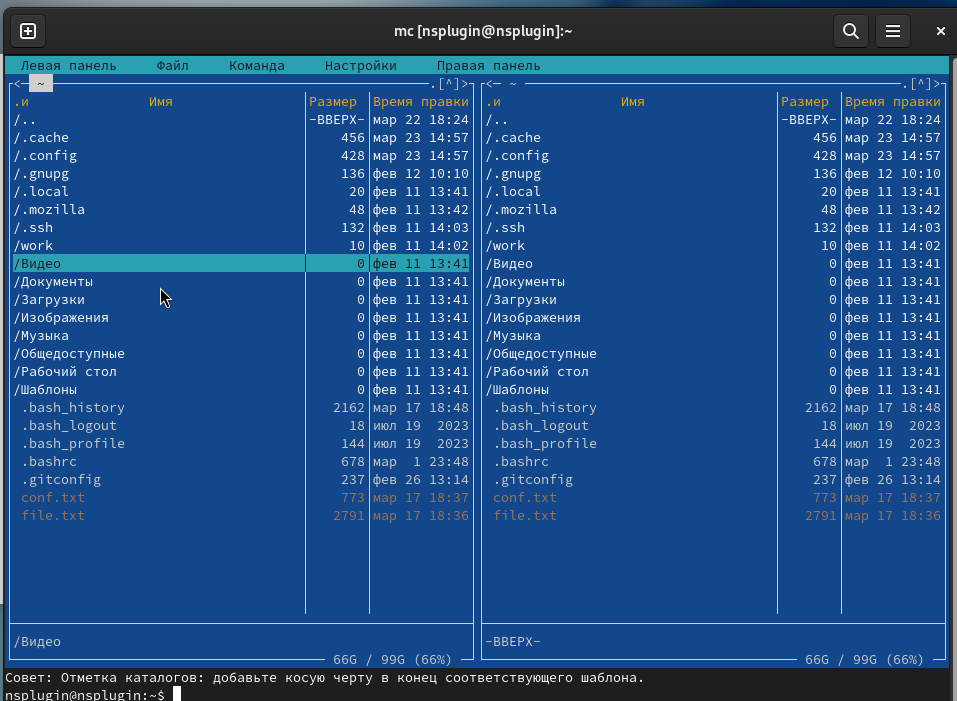 mc [nsplugin@nsplugin]:~
Левая панель Файл Команда Настройки Правая панель
<─ ~ .[^]> <─ ~ .[^]>
.и Имя Размер Время правки .и Имя Размер Время правки
/.. -ВВЕРХ- мар 22 18:24 /.. -ВВЕРХ- мар 22 18:24
/.cache 456 мар 23 14:57 /.cache 456 мар 23 14:57
/.config 428 мар 23 14:57 /.config 428 мар 23 14:57
/.gnupg 136 фев 12 10:10 /.gnupg 136 фев 12 10:10
/.local 20 фев 11 13:41 /.local 20 фев 11 13:41
/.mozilla 48 фев 11 13:42 /.mozilla 48 фев 11 13:42
/.ssh 132 фев 11 14:03 /.ssh 132 фев 11 14:03
/work 10 фев 11 14:02 /work 10 фев 11 14:02
/Видео 0 фев 11 13:41 /Видео 0 фев 11 13:41
/Документы 0 фев 11 13:41 /Документы 0 фев 11 13:41
/Загрузки 0 фев 11 13:41 /Загрузки 0 фев 11 13:41
/Изображения 0 фев 11 13:41 /Изображения 0 фев 11 13:41
/Музыка 0 фев 11 13:41 /Музыка 0 фев 11 13:41
/Общедоступные 0 фев 11 13:41 /Общедоступные 0 фев 11 13:41
/Рабочий стол 0 фев 11 13:41 /Рабочий стол 0 фев 11 13:41
/Шаблоны 0 фев 11 13:41 /Шаблоны 0 фев 11 13:41
.bash_history 2162 мар 17 18:48 .bash_history 2162 мар 17 18:48
.bash_logout 18 июл 19 2023 .bash_logout 18 июл 19 2023
.bash_profile 144 июл 19 2023 .bash_profile 144 июл 19 2023
.bashrc 678 мар 1 23:48 .bashrc 678 мар 1 23:48
.gitconfig 237 фев 26 13:14 .gitconfig 237 фев 26 13:14
conf.txt 773 мар 17 18:37 conf.txt 773 мар 17 18:37
file.txt 2791 мар 17 18:36 file.txt 2791 мар 17 18:36
/Видео -ВВЕРХ-
66G / 99G (66%) 66G / 99G (66%)
Совет: Отметка каталогов: добавьте косую черту в конец соответствующего шаблона.
nsplugin@nsplugin:~$